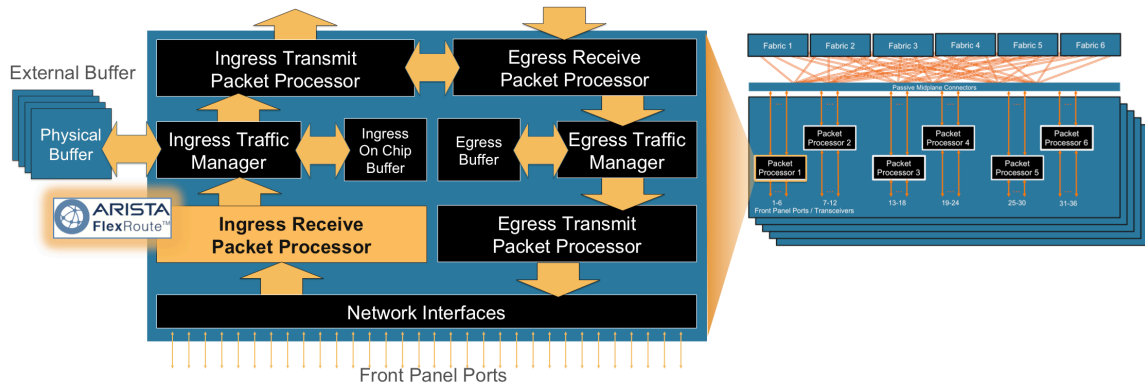 Ingress Transmit
Packet Processor
Egress Receive
Packet Processor
External Buffer
Physical
Buffer
Ingress Traffic
Manager
Ingress
On Chip
Buffer
Egress
Buffer
Egress Traffic
Manager
ARISTA
FlexRoute™
Ingress Receive
Packet Processor
Egress Transmit
Packet Processor
Network Interfaces
Front Panel Ports
Fabric 1
Fabric 2
Fabric 3
Fabric 4
Fabric 5
Fabric 6
Passive Midplane Connectors
Packet
Processor 1
Packet
Processor 2
Packet
Processor 3
Packet
Processor 4
Packet
Processor 5
Packet
Processor 6
1-6
7-12
13-18
19-24
25-30
31-36
Front Panel Ports / Transceivers